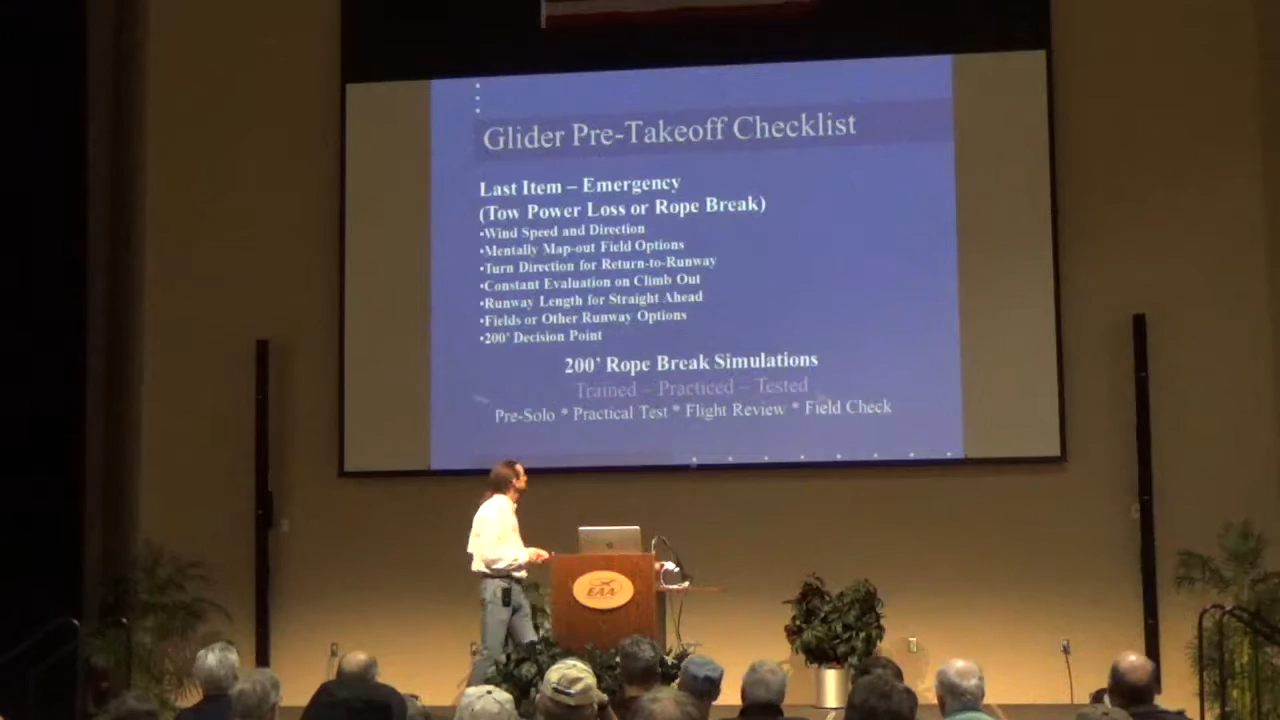 Glider Pre-Takeoff Checklist
Last Item – Emergency
(Tow Power Loss or Rope Break)
•Wind Speed and Direction
•Mentally Map-out Field Options
•Turn Direction for Return-to-Runway
•Constant Evaluation on Climb Out
•Runway Length for Straight Ahead
•Fields or Other Runway Options
•200’ Decision Point
200’ Rope Break Simulations
Trained – Practiced – Tested
Pre-Solo * Practical Test * Flight Review * Field Check
EAA